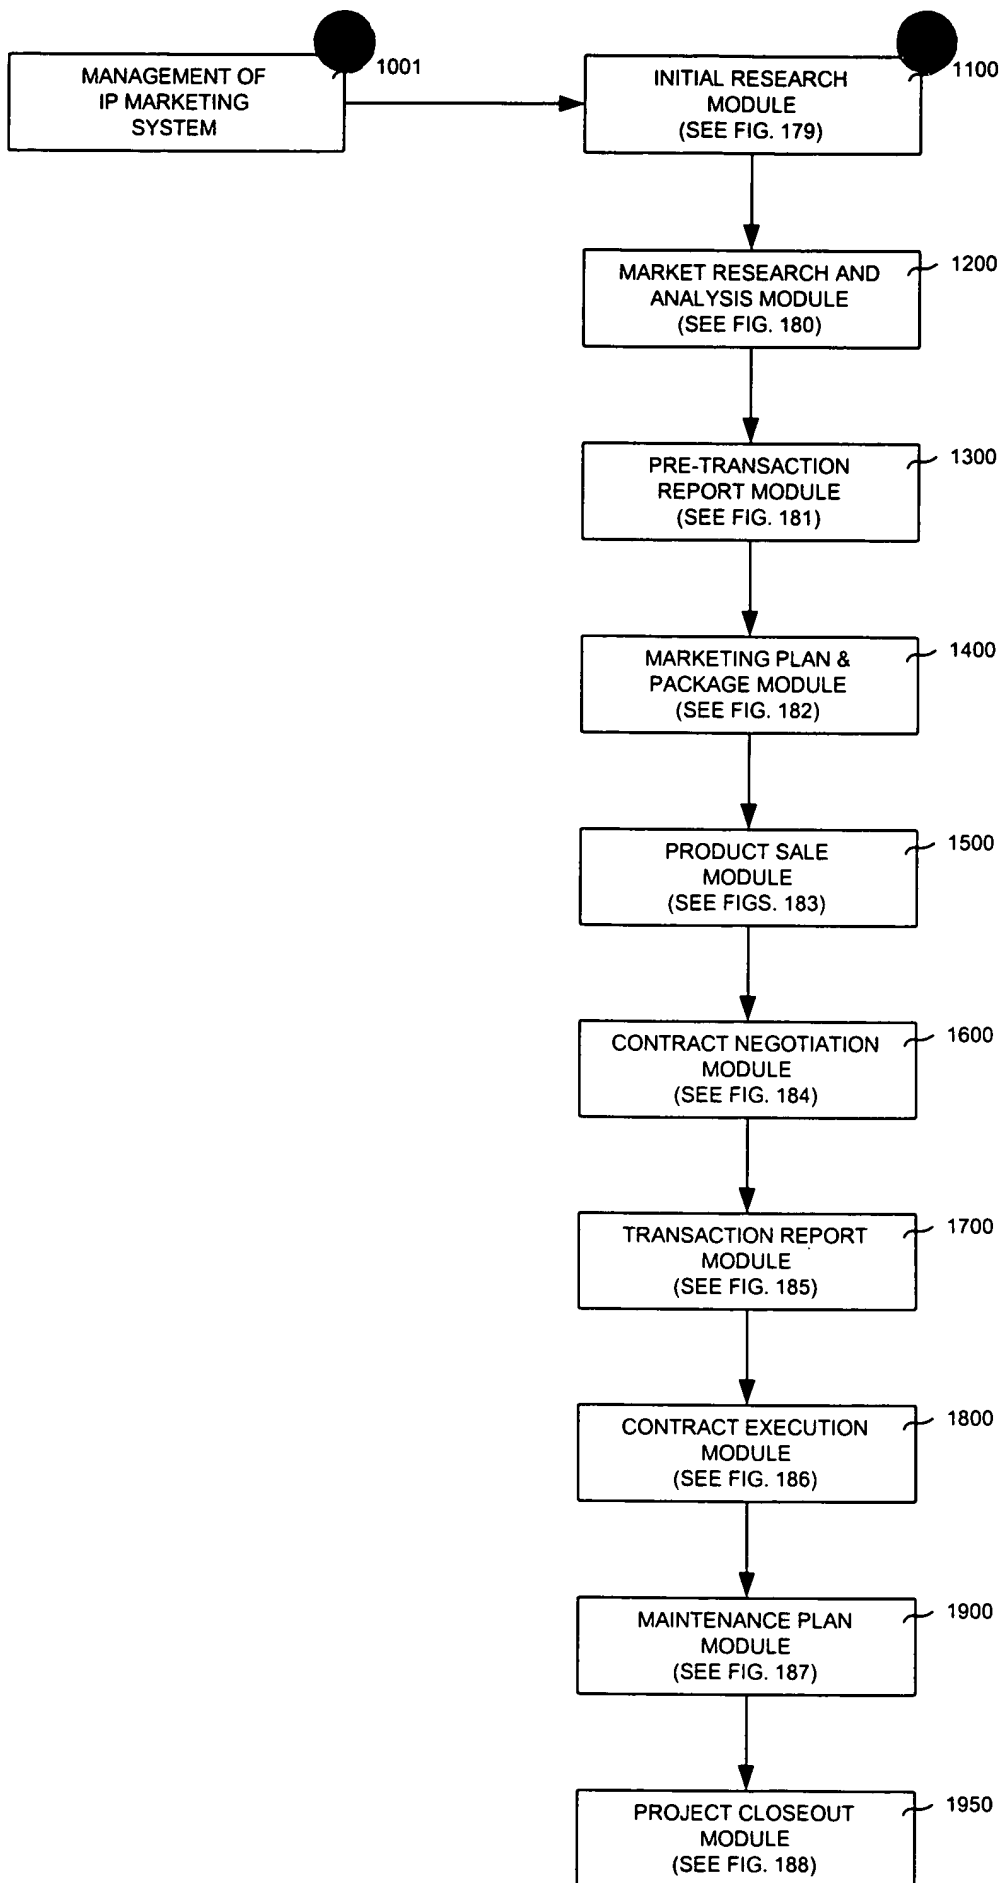 MANAGEMENT OF
IP MARKETING
SYSTEM
1001
INITIAL RESEARCH
MODULE
(SEE FIG. 179)
1100
MARKET RESEARCH AND
ANALYSIS MODULE
(SEE FIG. 180)
1200
PRE-TRANSACTION
REPORT MODULE
(SEE FIG. 181)
1300
MARKETING PLAN &
PACKAGE MODULE
(SEE FIG. 182)
1400
PRODUCT SALE
MODULE
(SEE FIGS. 183)
1500
CONTRACT NEGOTIATION
MODULE
(SEE FIG. 184)
1600
TRANSACTION REPORT
MODULE
(SEE FIG. 185)
1700
CONTRACT EXECUTION
MODULE
(SEE FIG. 186)
1800
MAINTENANCE PLAN
MODULE
(SEE FIG. 187)
1900
PROJECT CLOSEOUT
MODULE
(SEE FIG. 188)
1950